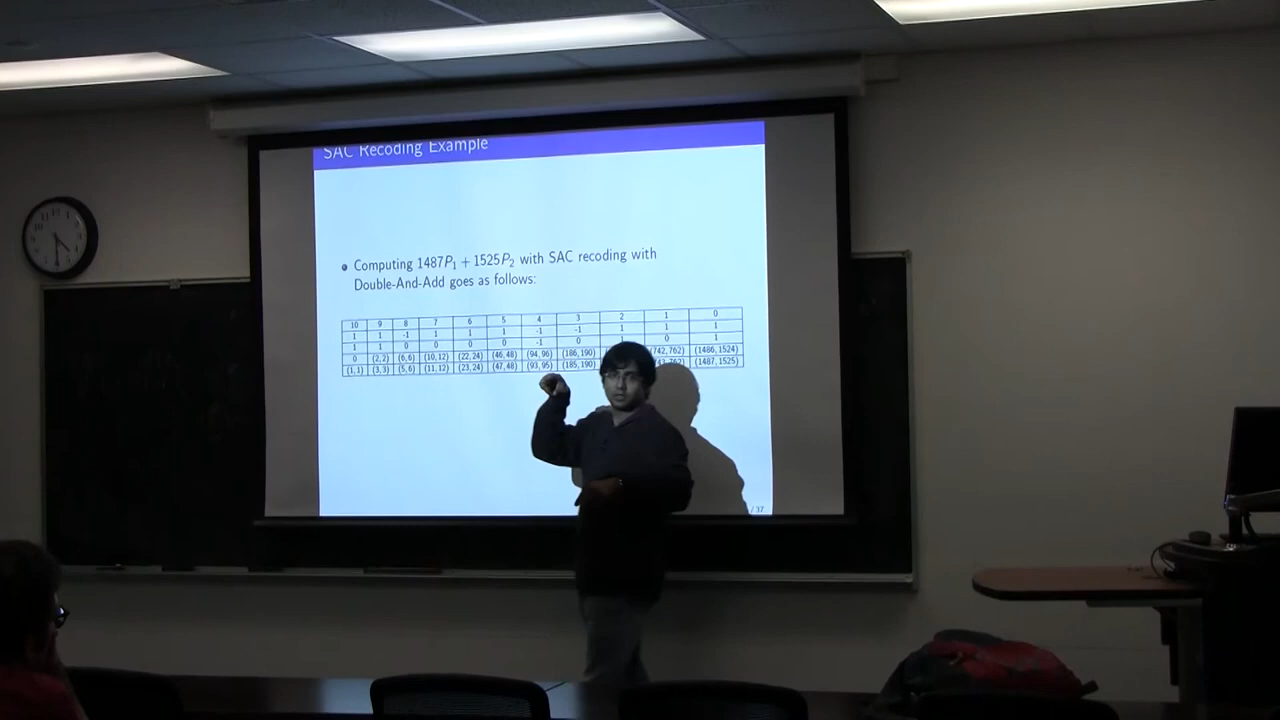 SAC Recoding Example
Computing 1487P₁ + 1525P₂ with SAC recoding with
Double-And-Add goes as follows:
10 9 8 7 6 5 4 3 2 1 0
1 1 -1 1 1 1 -1 -1 1 1 1
1 1 0 0 0 0 -1 0 0 1
0 (2,2) (6,6) (10,12) (22,24) (46,48) (94,96) (186,190) (742,762) (1486,1524)
(1,1) (3,3) (5,6) (11,12) (23,24) (47,48) (93,95) (185,190) 762) (1487,1525)
/ 37